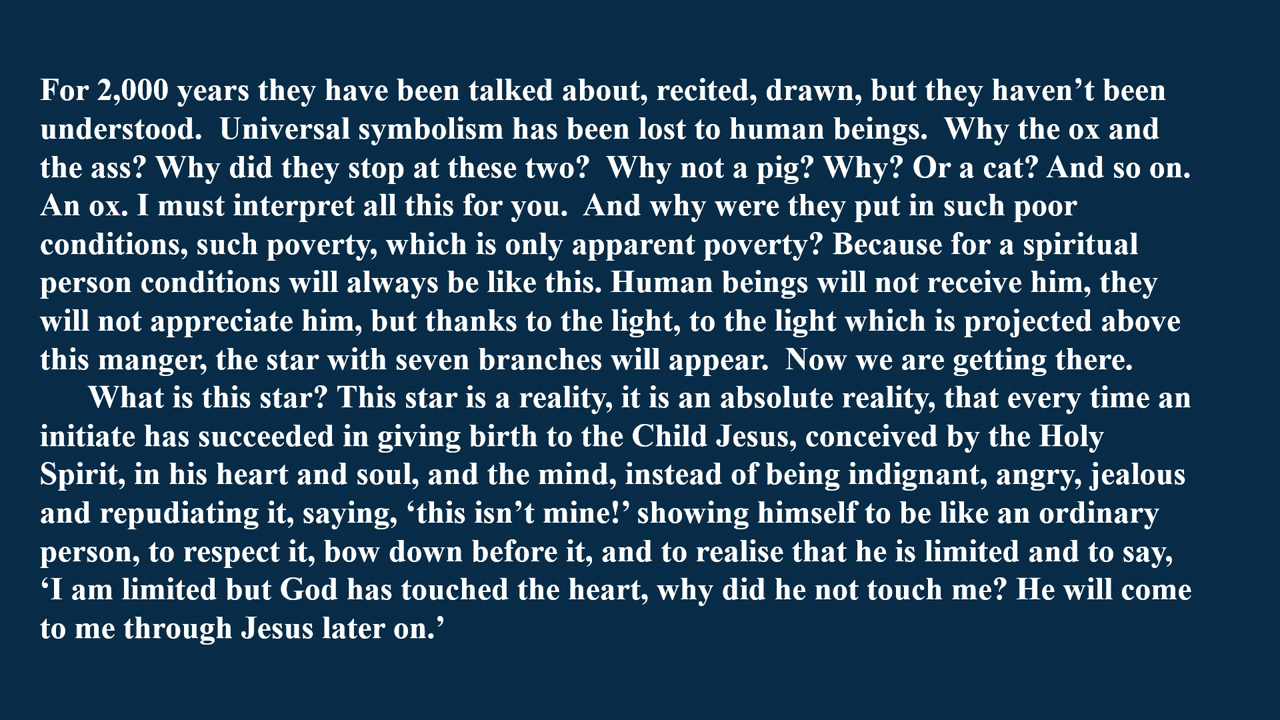 For 2,000 years they have been talked about, recited, drawn, but they haven’t been
understood.  Universal symbolism has been lost to human beings.  Why the ox and
the ass? Why did they stop at these two?  Why not a pig? Why? Or a cat? And so on.
An ox. I must interpret all this for you.  And why were they put in such poor
conditions, such poverty, which is only apparent poverty? Because for a spiritual
person conditions will always be like this. Human beings will not receive him, they
will not appreciate him, but thanks to the light, to the light which is projected above
this manger, the star with seven branches will appear.  Now we are getting there.
What is this star? This star is a reality, it is an absolute reality, that every time an
initiate has succeeded in giving birth to the Child Jesus, conceived by the Holy
Spirit, in his heart and soul, and the mind, instead of being indignant, angry, jealous
and repudiating it, saying, ‘this isn’t mine!’ showing himself to be like an ordinary
person, to respect it, bow down before it, and to realise that he is limited and to say,
‘I am limited but God has touched the heart, why did he not touch me? He will come
to me through Jesus later on.’